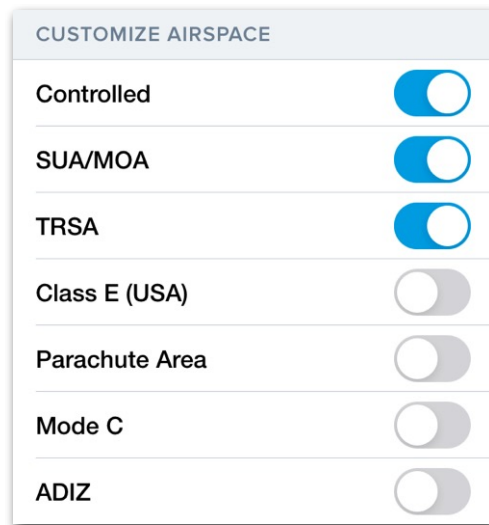 CUSTOMIZE AIRSPACE
Controlled
SUA/MOA
TRSA
Class E (USA)
Parachute Area
Mode C
ADIZ